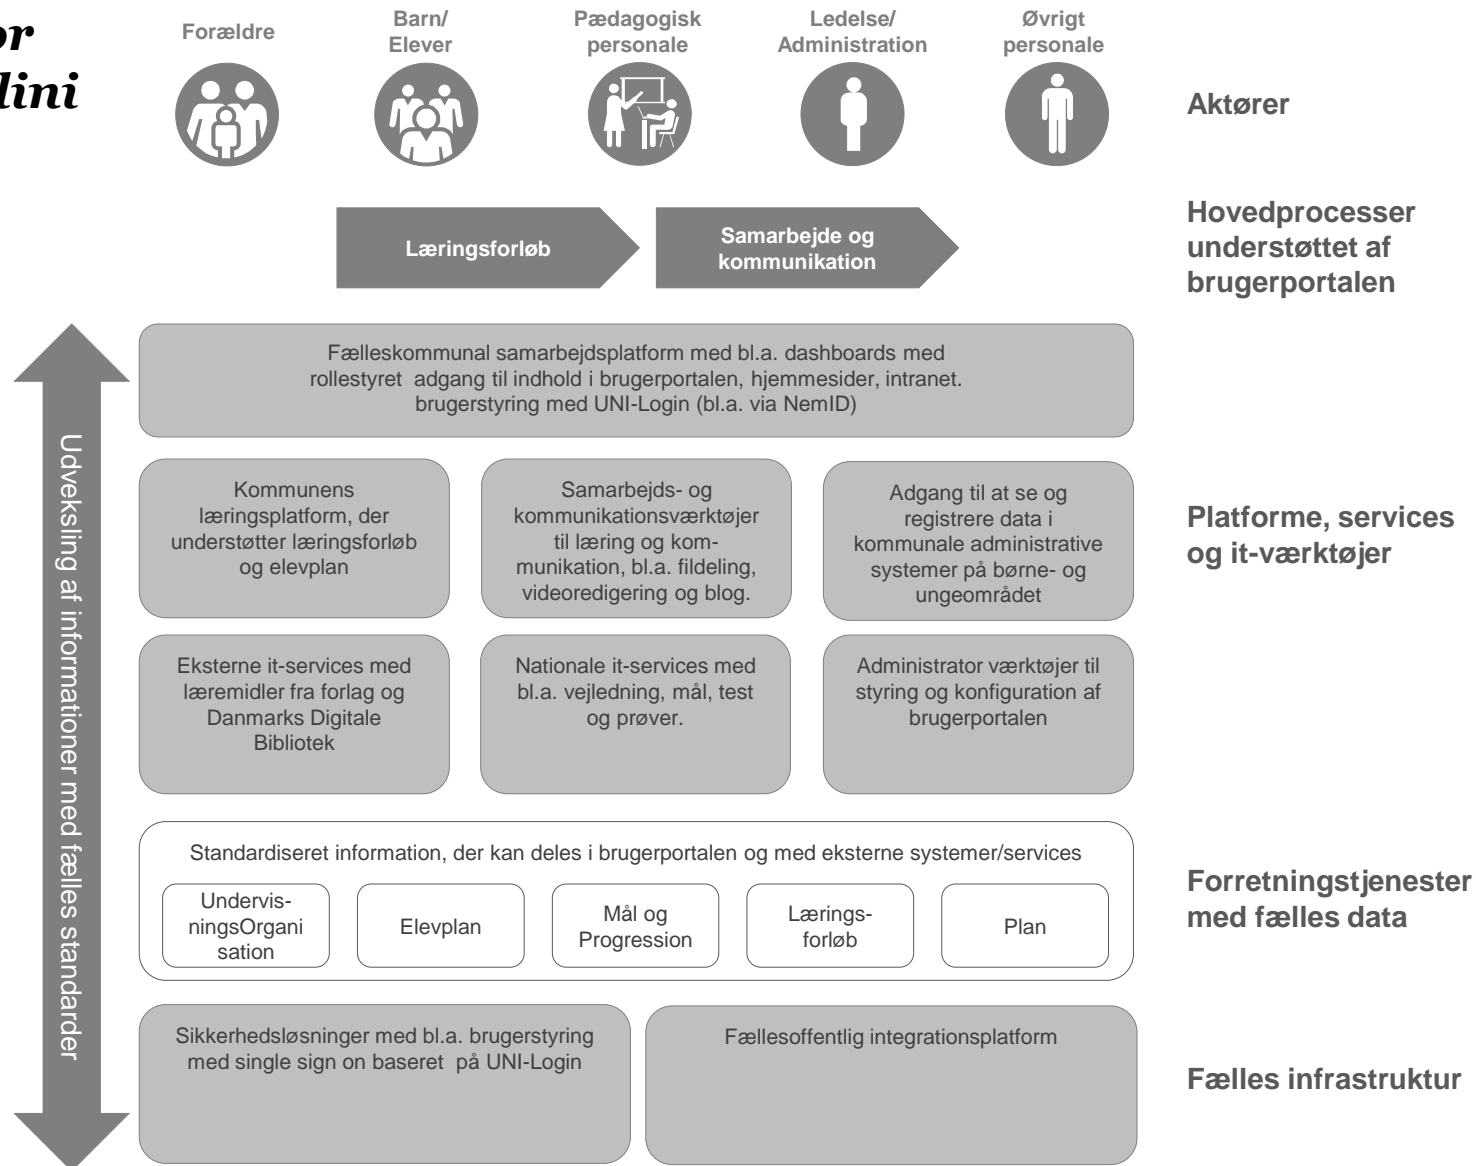 or
dini
Forældre
Barn/
Elever
Pædagogisk
personale
Ledelse/
Administration
Øvrigt
personale
Aktører
Læringsforløb
Samarbejde og
kommunikation
Hovedprocesser
understøttet af
brugerportalen
Udveksling af informationer med fælles standarder
Fælleskommunal samarbejdsplatform med bl.a. dashboards med
rollestyret adgang til indhold i brugerportalen, hjemmesider, intranet.
brugerstyring med UNI-Login (bl.a. via NemID)
Kommunens
læringsplatform, der
understøtter læringsforløb
og elevplan
Samarbejds- og
kommunikationsværktøjer
til læring og kom-
munikation, bl.a. fildeling,
videoredigering og blog.
Adgang til at se og
registrere data i
kommunale administrative
systemer på børne- og
ungeområdet
Platforme, services
og it-værktøjer
Eksterne it-services med
læremidler fra forlag og
Danmarks Digitale
Bibliotek
Nationale it-services med
bl.a. vejledning, mål, test
og prøver.
Administrator værktøjer til
styring og konfiguration af
brugerportalen
Standardiseret information, der kan deles i brugerportalen og med eksterne systemer/services
Undervis-
ningsOrgani
sation
Elevplan
Mål og
Progression
Lærings-
forløb
Plan
Forretningstjenester
med fælles data
Sikkerhedsløsninger med bl.a. brugerstyring
med single sign on baseret på UNI-Login
Fællesoffentlig integrationsplatform
Fælles infrastruktur